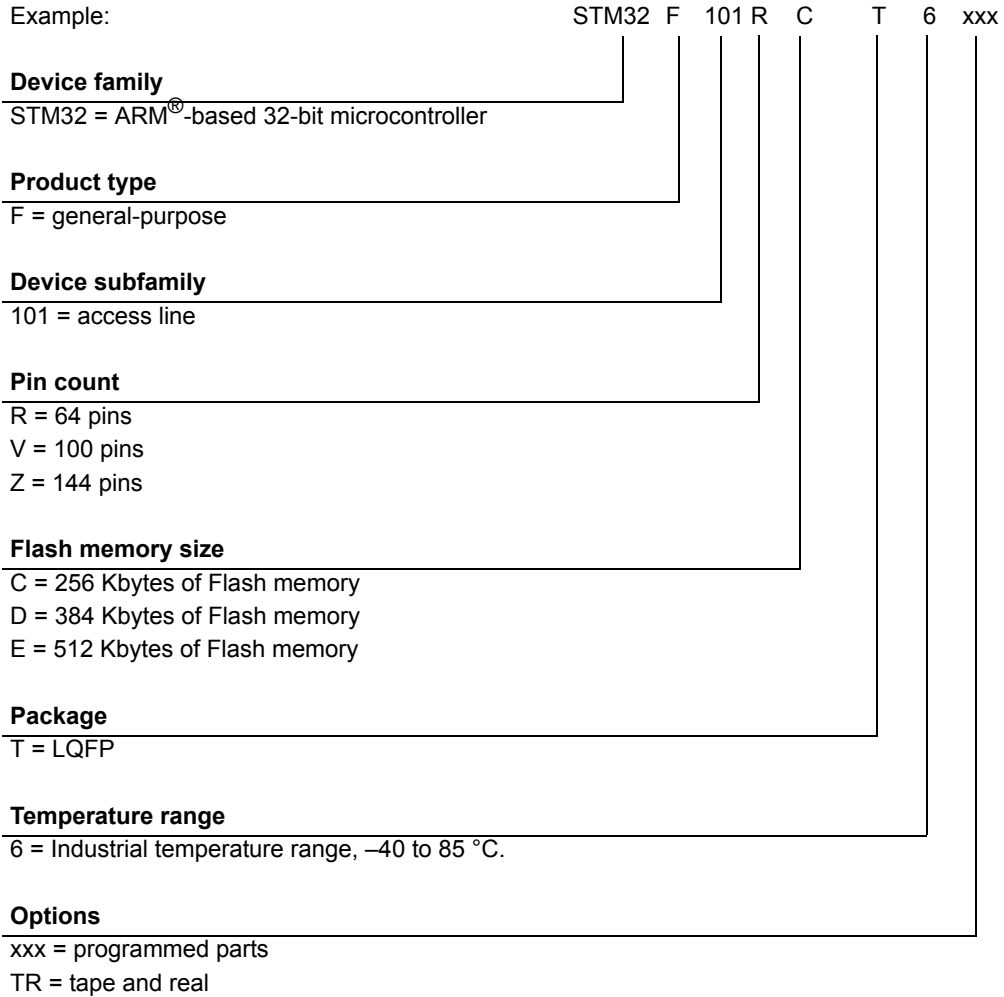 Example: STM32 F 101 R C T 6 xxx
Device family
STM32 = ARM®-based 32-bit microcontroller
Product type
F = general-purpose
Device subfamily
101 = access line
Pin count
R = 64 pins
V = 100 pins
Z = 144 pins
Flash memory size
C = 256 Kbytes of Flash memory
D = 384 Kbytes of Flash memory
E = 512 Kbytes of Flash memory
Package
T = LQFP
Temperature range
6 = Industrial temperature range, –40 to 85 °C.
Options
xxx = programmed parts
TR = tape and real